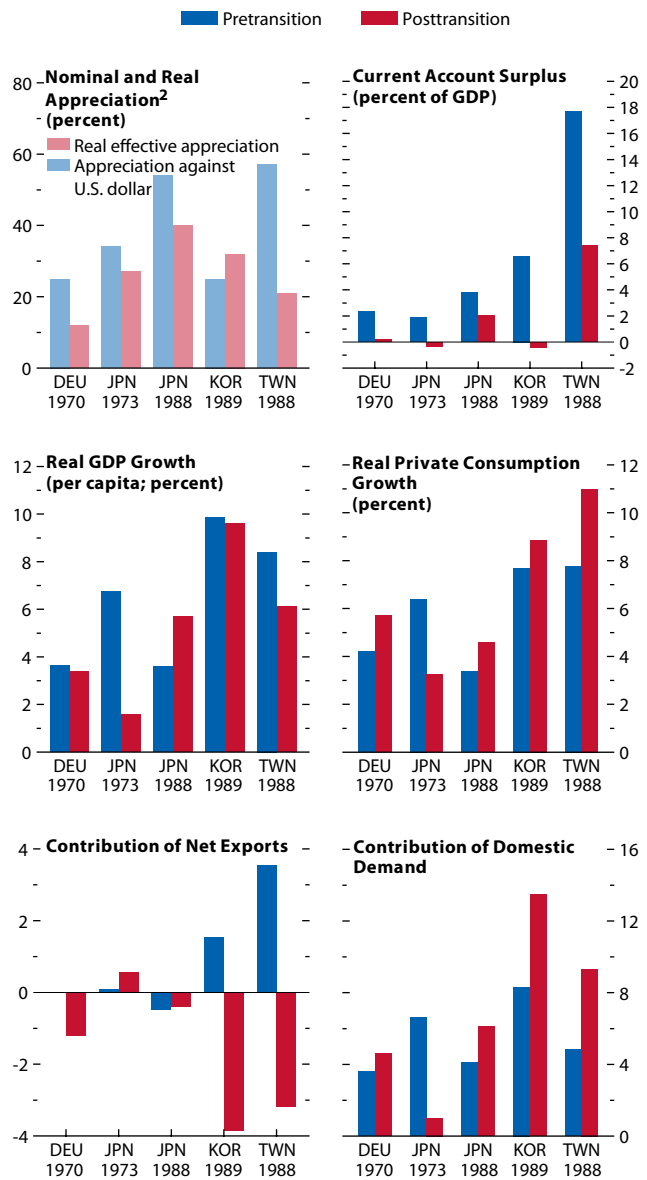 Pretransition
Posttransition
Nominal and Real
Appreciation2
(percent)
Real effective appreciation
Appreciation against
U.S. dollar
80
60
40
20
0
DEU
1970
JPN
1973
JPN
1988
KOR
1989
TWN
1988
Current Account Surplus
(percent of GDP)
20
18
16
14
12
10
8
6
4
2
0
-2
DEU
1970
JPN
1973
JPN
1988
KOR
1989
TWN
1988
Real GDP Growth
(per capita; percent)
12
10
8
6
4
2
0
DEU
1970
JPN
1973
JPN
1988
KOR
1989
TWN
1988
Real Private Consumption
Growth
(percent)
12
10
8
6
4
2
0
DEU
1970
JPN
1973
JPN
1988
KOR
1989
TWN
1988
Contribution of Net Exports
4
2
0
-2
-4
DEU
1970
JPN
1973
JPN
1988
KOR
1989
TWN
1988
Contribution of Domestic
Demand
16
12
8
4
0
DEU
1970
JPN
1973
JPN
1988
KOR
1989
TWN
1988